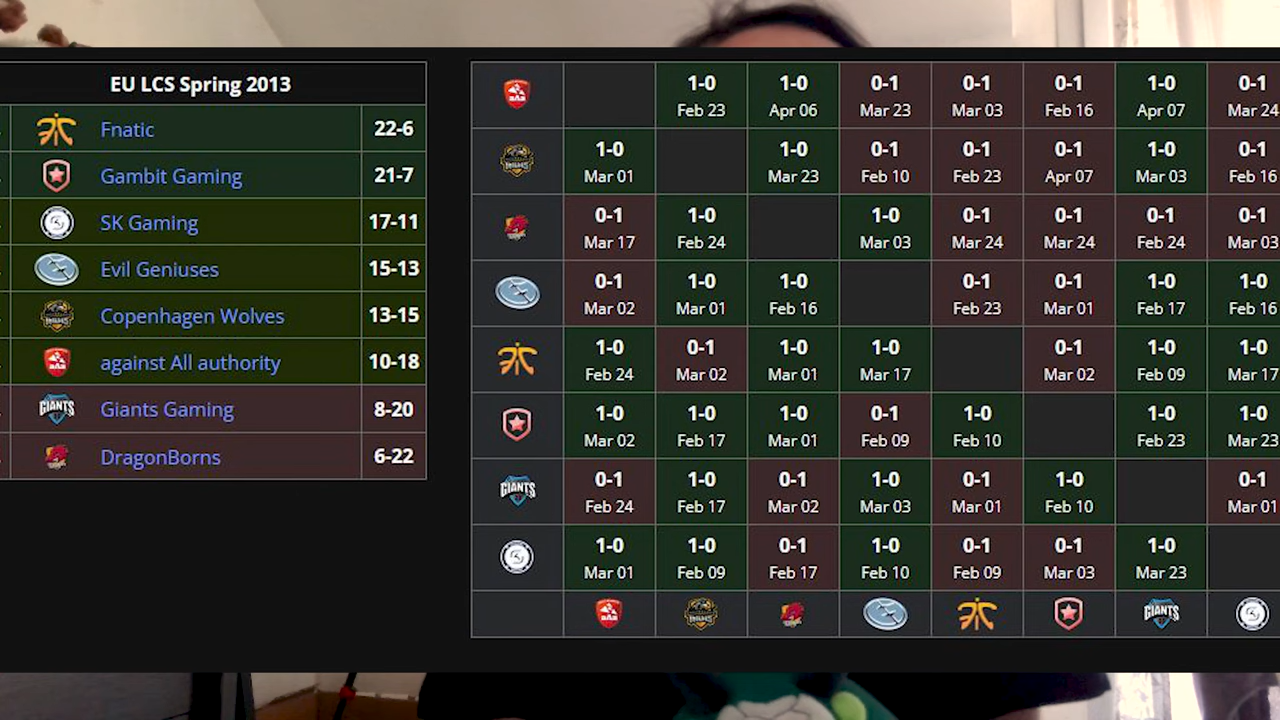 EU LCS Spring 2013
Fnatic 22-6
Gambit Gaming 21-7
SK Gaming 17-11
Evil Geniuses 15-13
Copenhagen Wolves 13-15
against All authority 10-18
GIANTS Giants Gaming 8-20
DragonBorns 6-22
1-0 1-0 0-1 0-1 0-1 1-0 0-1
Feb 23 Apr 06 Mar 23 Mar 03 Feb 16 Apr 07 Mar 24
1-0 1-0 0-1 0-1 0-1 1-0 0-1
Mar 01 Mar 23 Feb 10 Feb 23 Apr 07 Mar 03 Feb 16
0-1 1-0 1-0 0-1 0-1 0-1 0-1
Mar 17 Feb 24 Mar 03 Mar 24 Mar 24 Feb 24 Mar 03
0-1 1-0 1-0 0-1 0-1 1-0 1-0
Mar 02 Mar 01 Feb 16 Feb 23 Mar 01 Feb 17 Feb 16
1-0 0-1 1-0 1-0 0-1 1-0 1-0
Feb 24 Mar 02 Mar 01 Mar 17 Mar 02 Feb 09 Mar 17
1-0 1-0 1-0 0-1 1-0 1-0 1-0
Mar 02 Feb 17 Mar 01 Feb 09 Feb 10 Feb 23 Mar 23
GIANTS 0-1 1-0 0-1 1-0 0-1 1-0 0-1
Feb 24 Feb 17 Mar 02 Mar 03 Mar 01 Feb 10 Mar 01
1-0 1-0 0-1 1-0 0-1 0-1 1-0
Mar 01 Feb 09 Feb 17 Feb 10 Feb 09 Mar 03 Mar 23
GIANTS